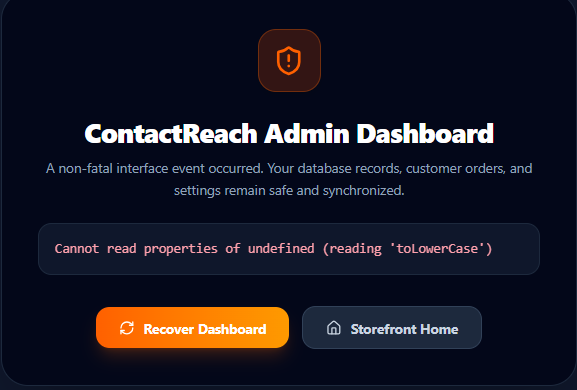 ContactReach Admin Dashboard
A non-fatal interface event occurred. Your database records, customer orders, and
settings remain safe and synchronized.
Cannot read properties of undefined (reading 'toLowerCase')
Recover Dashboard
Storefront Home